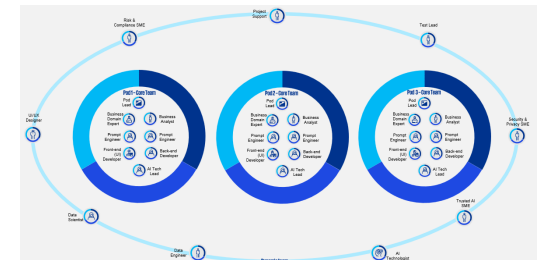 Project
Support
Risk &
Compliance SME
Test Lead
UI/UX
Designer
Security &
Privacy SME
Pod 1 - Core Team
Pod
Lead
Business
Domain
Expert
Business
Analyst
Prompt
Engineer
Prompt
Engineer
Front-end
(UI)
Developer
Back-end
Developer
AI Tech
Lead
Pod 2 - Core Team
Pod
Lead
Business
Domain
Expert
Business
Analyst
Prompt
Engineer
Prompt
Engineer
Front-end
(UI)
Developer
Back-end
Developer
AI Tech
Lead
Pod 3 - Core Team
Pod
Lead
Business
Domain
Expert
Business
Analyst
Prompt
Engineer
Prompt
Engineer
Front-end
(UI)
Developer
Back-end
Developer
AI Tech
Lead
Data
Scientist
Trusted AI
SMS
Data
Engineer
AI
Technologist